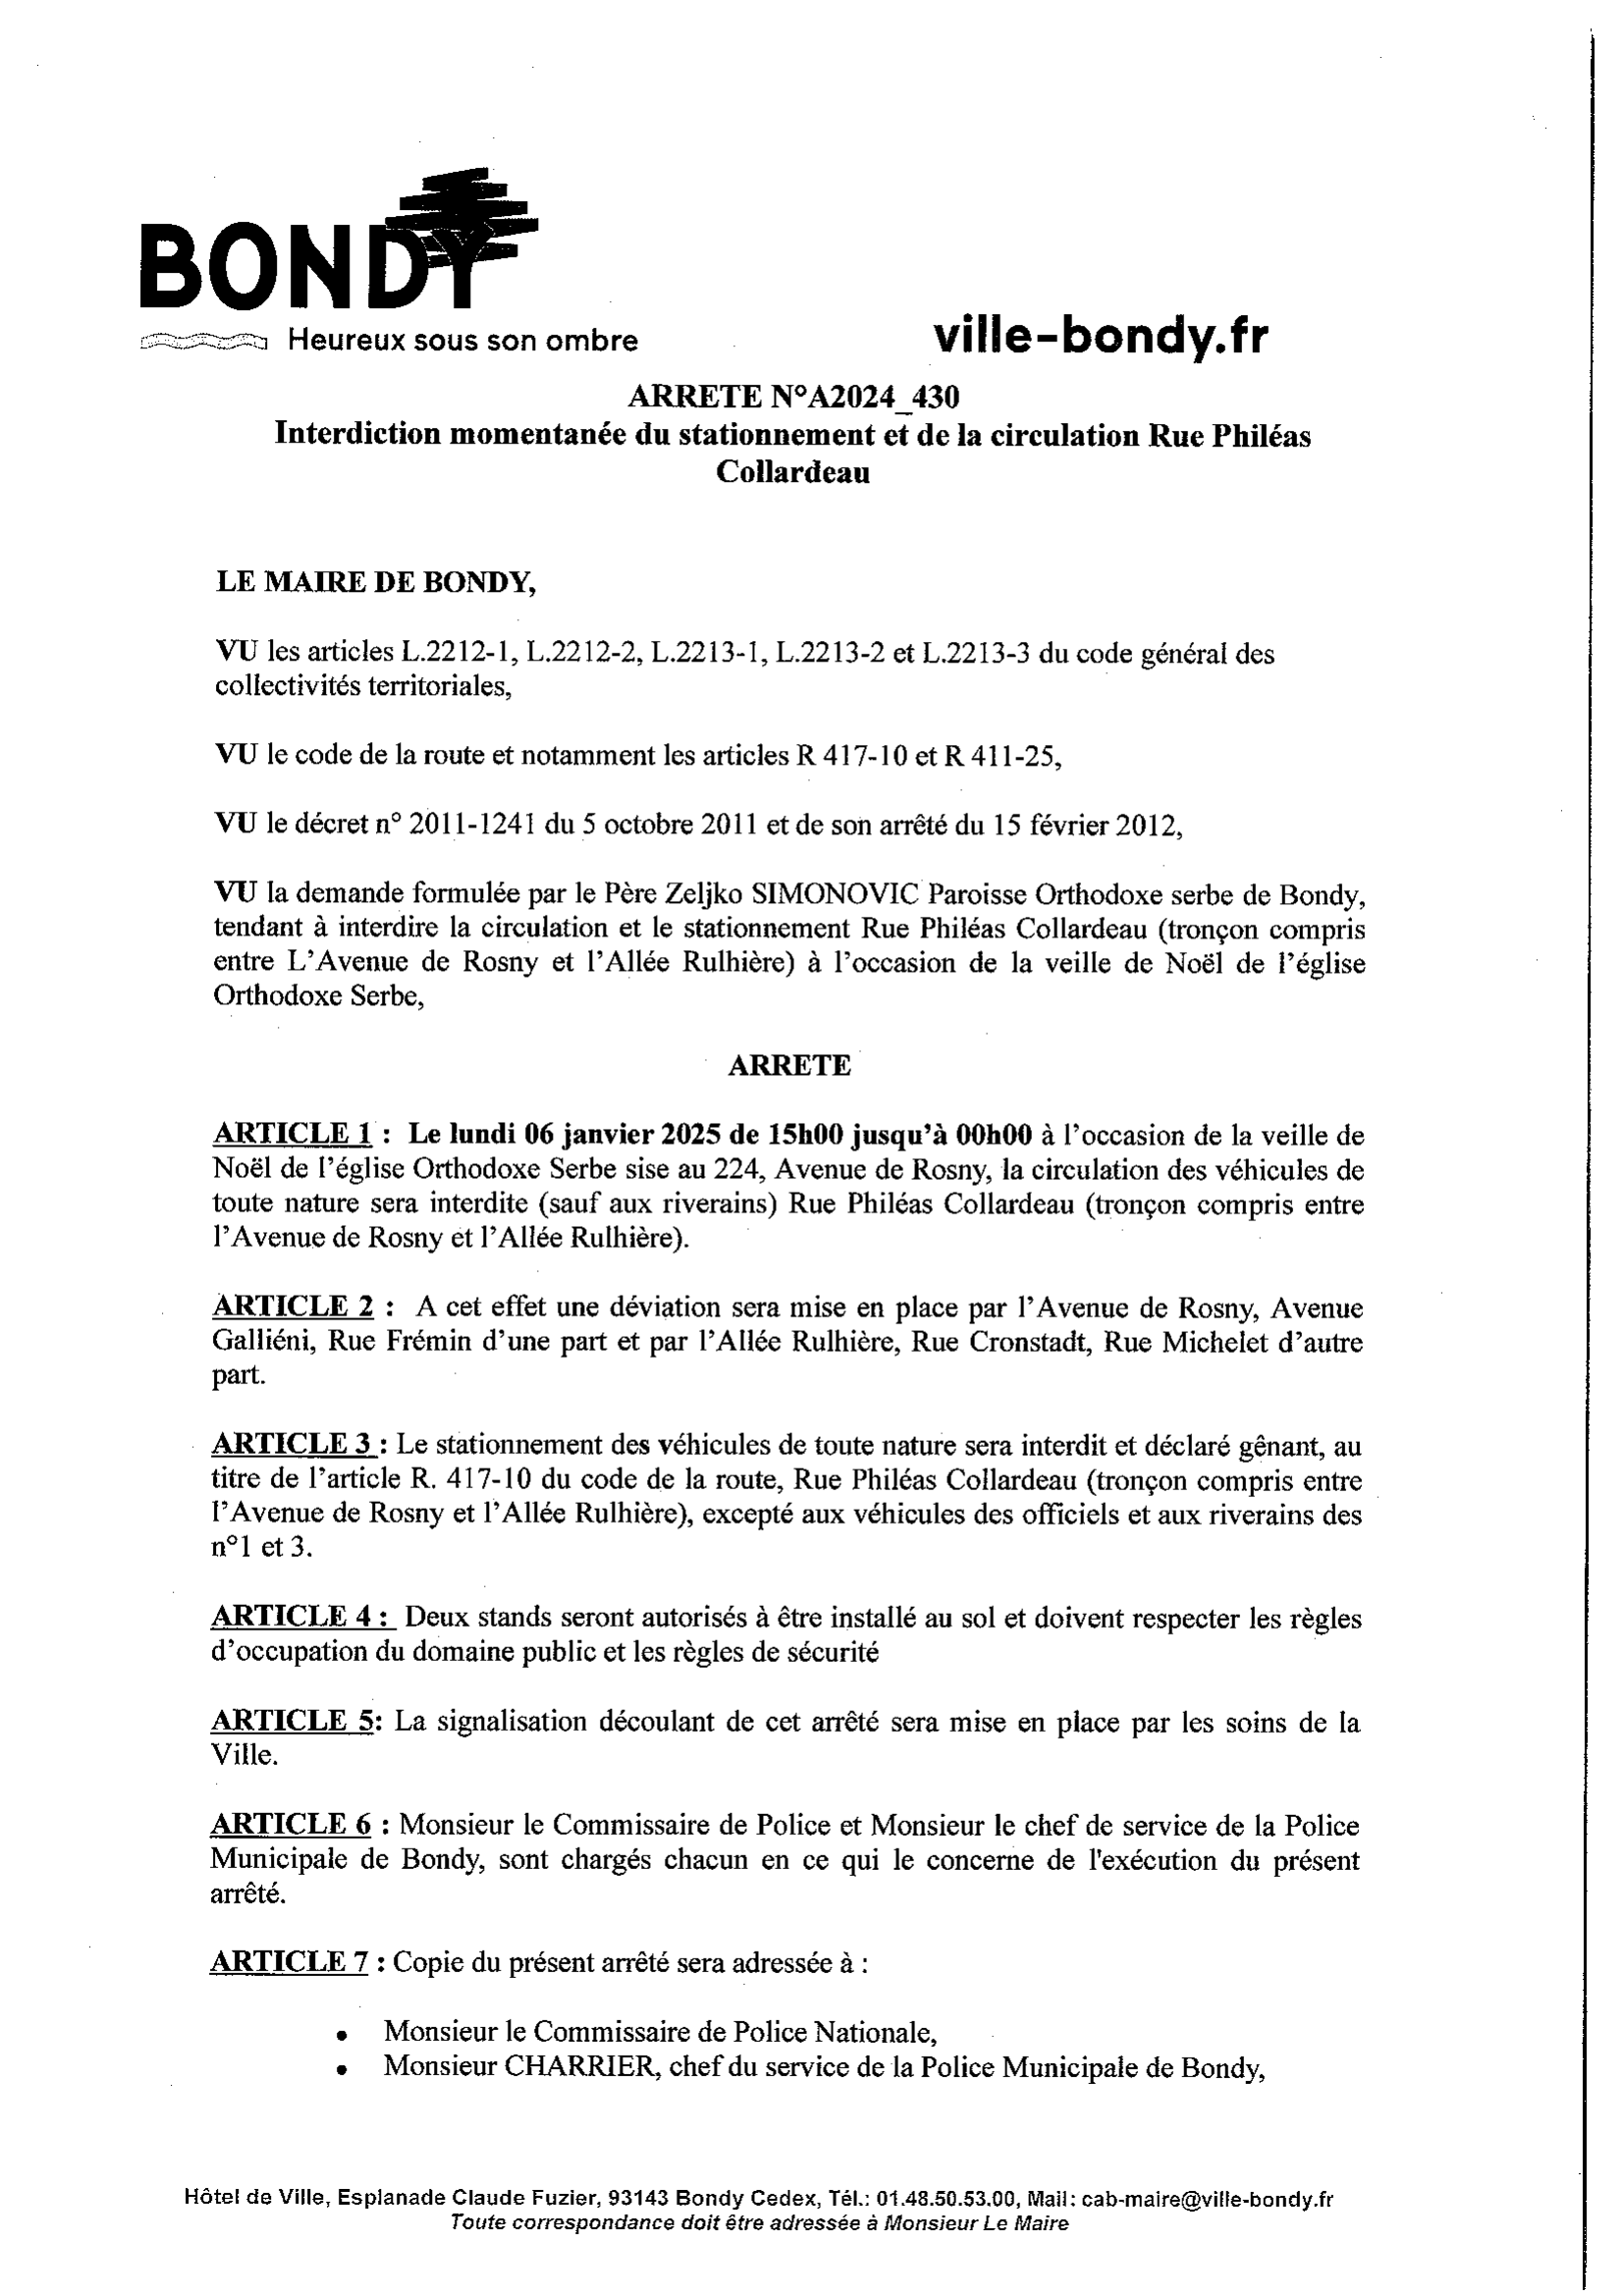 BONDY
Heureux sous son ombre
ville-bondy.fr
ARRETE N°A2024_430
Interdiction momentanée du stationnement et de la circulation Rue Philéas
Collardeau
LE MAIRE DE BONDY,
VU les articles L.2212-1, L.2212-2, L.2213-1, L.2213-2 et L.2213-3 du code général des
collectivités territoriales,
VU le code de la route et notamment les articles R 417-10 et R 411-25,
VU le décret n° 2011-1241 du 5 octobre 2011 et de son arrêté du 15 février 2012,
VU la demande formulée par le Père Zeljko SIMONOVIC Paroisse Orthodoxe serbe de Bondy,
tendant à interdire la circulation et le stationnement Rue Philéas Collardeau (tronçon compris
entre L'Avenue de Rosny et l'Allée Rulhière) à l'occasion de la veille de Noël de l'église
Orthodoxe Serbe,
ARRETE
ARTICLE 1 : Le lundi 06 janvier 2025 de 15h00 jusqu'à 00h00 à l'occasion de la veille de
Noël de l'église Orthodoxe Serbe sise au 224, Avenue de Rosny, la circulation des véhicules de
toute nature sera interdite (sauf aux riverains) Rue Philéas Collardeau (tronçon compris entre
l'Avenue de Rosny et l'Allée Rulhière).
ARTICLE 2 : A cet effet une déviation sera mise en place par l'Avenue de Rosny, Avenue
Galliéni, Rue Frémin d'une part et par l'Allée Rulhière, Rue Cronstadt, Rue Michelet d'autre
part.
ARTICLE 3 : Le stationnement des véhicules de toute nature sera interdit et déclaré gênant, au
titre de l'article R. 417-10 du code de la route, Rue Philéas Collardeau (tronçon compris entre
l'Avenue de Rosny et l'Allée Rulhière), excepté aux véhicules des officiels et aux riverains des
n°1 et 3.
ARTICLE 4 : Deux stands seront autorisés à être installé au sol et doivent respecter les règles
d'occupation du domaine public et les règles de sécurité
ARTICLE 5: La signalisation découlant de cet arrêté sera mise en place par les soins de la
Ville.
ARTICLE 6 : Monsieur le Commissaire de Police et Monsieur le chef de service de la Police
Municipale de Bondy, sont chargés chacun en ce qui le concerne de l'exécution du présent
arrêté.
ARTICLE 7 : Copie du présent arrêté sera adressée à :
• Monsieur le Commissaire de Police Nationale,
• Monsieur CHARRIER, chef du service de la Police Municipale de Bondy,
Hôtel de Ville, Esplanade Claude Fuzier, 93143 Bondy Cedex, Tél.: 01.48.50.53.00, Mail: cab-maire@ville-bondy.fr
Toute correspondance doit être adressée à Monsieur Le Maire